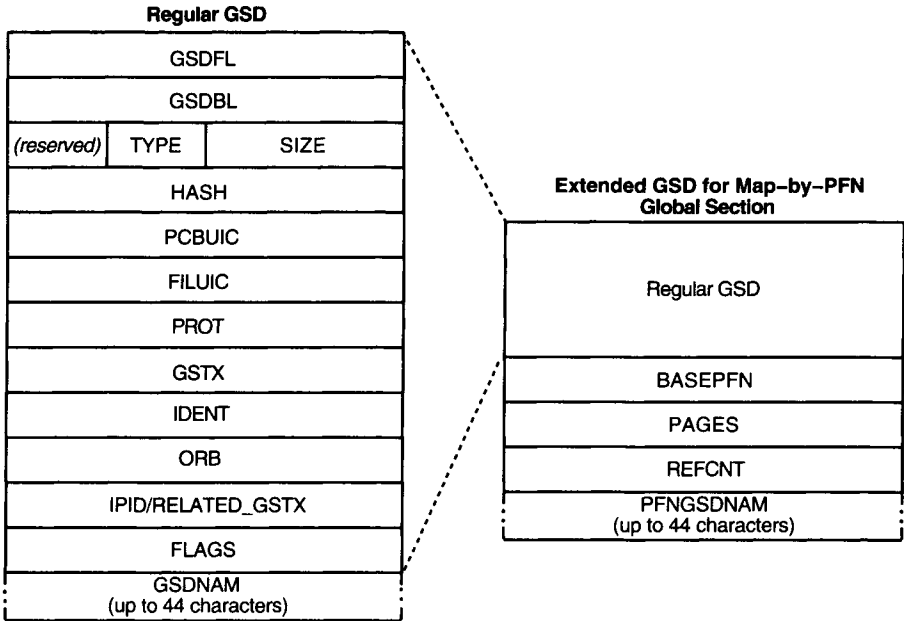 Regular GSD
GSDFL
GSDBL
(reserved) TYPE SIZE
HASH
PCBUIC
FILUIC
PROT
GSTX
IDENT
ORB
IPID/RELATED_GSTX
FLAGS
GSDNAM
(up to 44 characters)
Extended GSD for Map–by–PFN
Global Section
Regular GSD
BASEPFN
PAGES
REFCNT
PFNGSDNAM
(up to 44 characters)